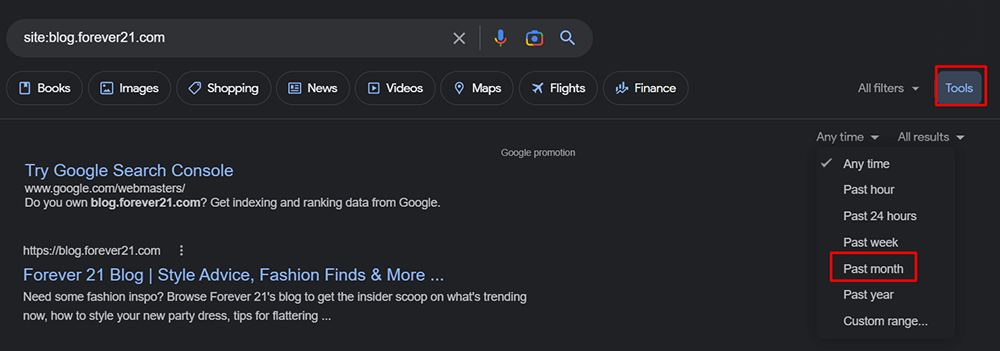 site:blog.forever21.com
Books
Images
Shopping
News
Videos
Maps
Flights
Finance
All filters
Tools
Any time
All results
Google promotion
Try Google Search Console
www.google.com/webmasters/
Do you own blog.forever21.com? Get indexing and ranking data from Google.
https://blog.forever21.com
Forever 21 Blog | Style Advice, Fashion Finds & More ...
Need some fashion inspo? Browse Forever 21's blog to get the insider scoop on what's trending
now, how to style your new party dress, tips for flattering ...
Any time
Past hour
Past 24 hours
Past week
Past month
Past year
Custom range...